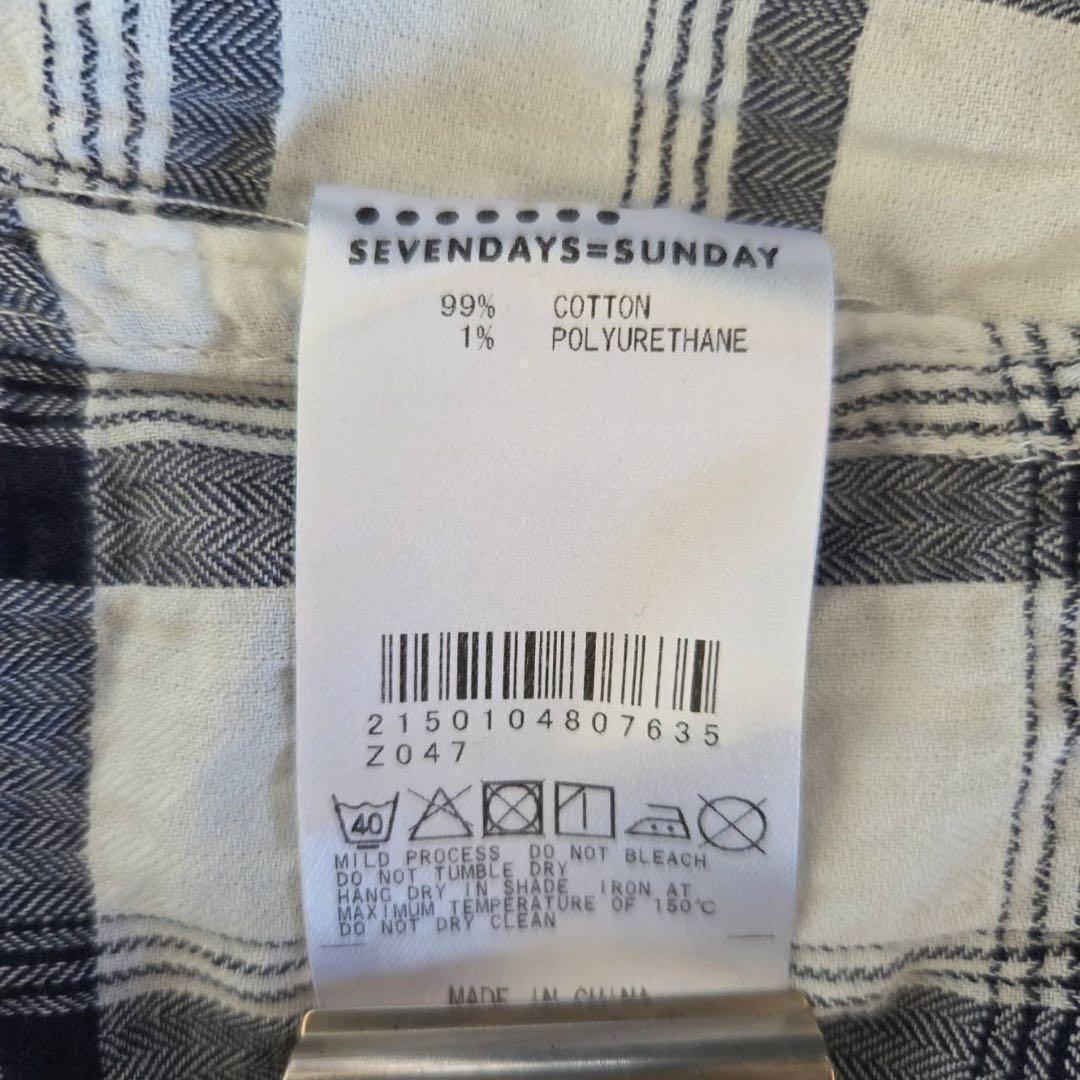 SEVENDAYS=SUNDAY
99% COTTON
1% POLYURETHANE
2150104807635
Z047
40
MILD PROCESS DO NOT BLEACH
DO NOT TUMBLE DRY
HANG DRY IN SHADE IRON AT
MAXIMUM TEMPERATURE OF 150℃
DO NOT DRY CLEAN
MADE IN CHINA